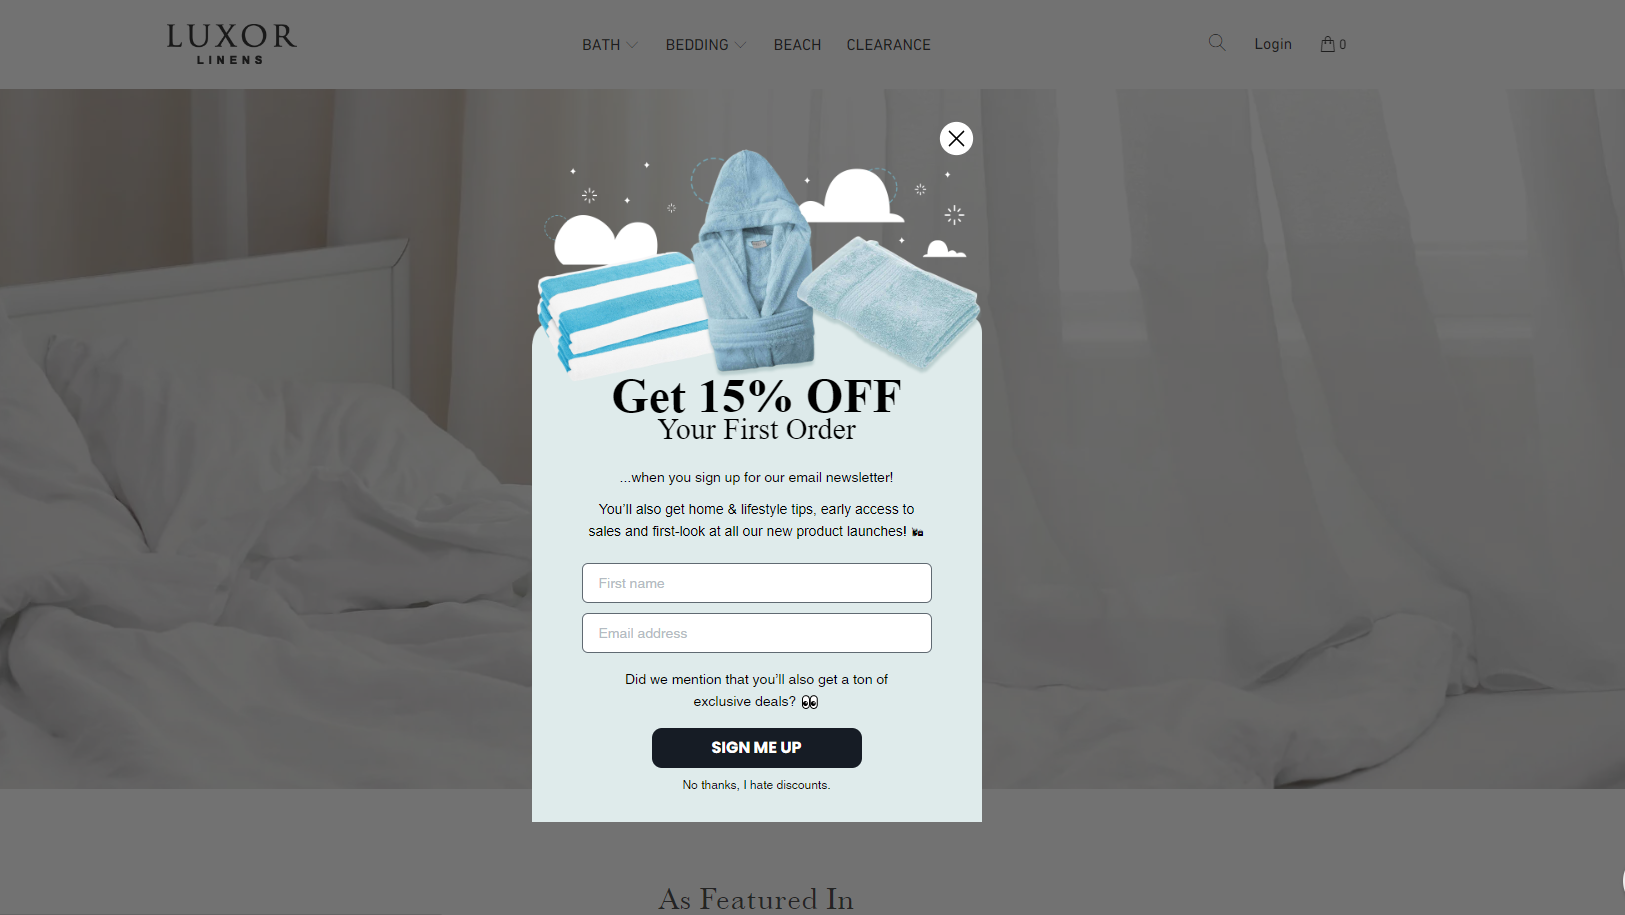 LUXOR
LINENS
BATH
BEDDING
BEACH
CLEARANCE
Login
0
Get 15% OFF
Your First Order
...when you sign up for our email newsletter!
You'll also get home & lifestyle tips, early access to
sales and first-look at all our new product launches!
First name
Email address
Did we mention that you'll also get a ton of
exclusive deals? 👀
SIGN ME UP
No thanks, I hate discounts.
As Featured In